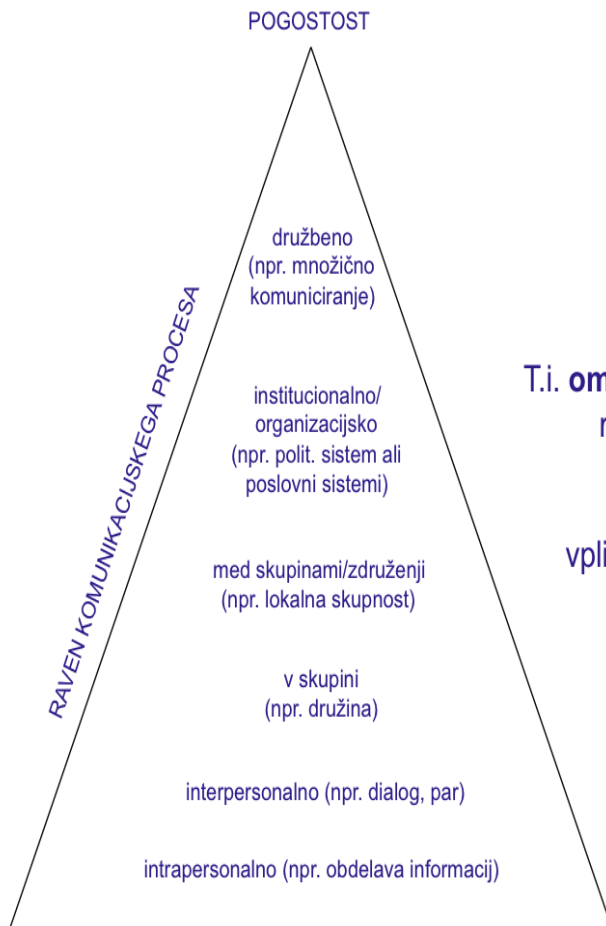 POGOSTOST
družbeno
(npr. množično
komuniciranje)
RAVEN KOMUNIKACIJSKEGA PROCESA
institucionalno/
organizacijsko
(npr. polit. sistem ali
poslovni sistemi)
T.i.
med skupinami/združenji
(npr. lokalna skupnost)
v skupini
(npr. družina)
interpersonalno (npr. dialog, par)
intrapersonalno (npr. obdelava informacij)